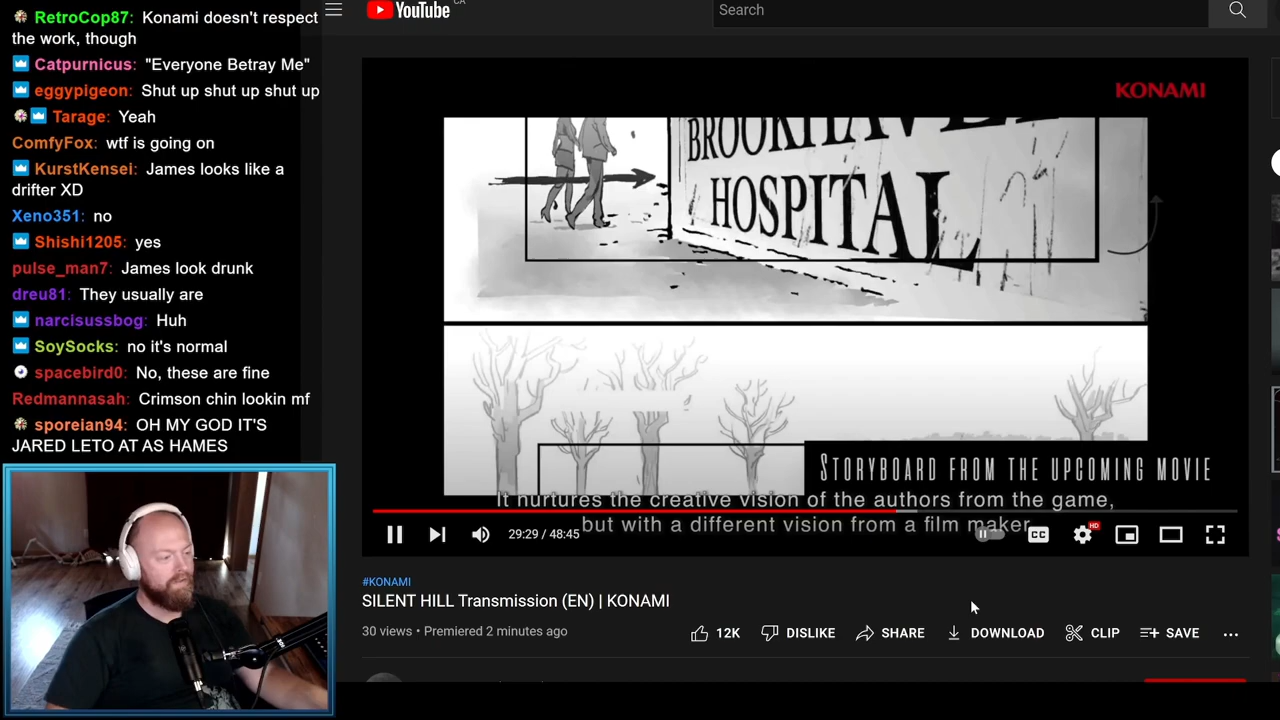 RetroCop87: Konami doesn't respect
the work, though
Catpurnicus: "Everyone Betray Me"
eggypigeon: Shut up shut up shut up
Tarage: Yeah
ComfyFox: wtf is going on
KurstKensei: James looks like a
drifter XD
Xeno351: no
Shishi1205: yes
pulse_man7: James look drunk
dreu81: They usually are
narcisussbog: Huh
SoySocks: no it's normal
spacebird0: No, these are fine
Redmannasah: Crimson chin lookin mf
sporeian94: OH MY GOD IT'S
JARED LETO AT AS HAMES
YouTube CA
Search
KONAMI
BROOKHAVEN
HOSPITAL
STORYBOARD FROM THE UPCOMING MOVIE
It nurtures the creative vision of the authors from the game,
but with a different vision from a film maker
29:29 / 48:45
CC
HD
#KONAMI
SILENT HILL Transmission (EN) | KONAMI
30 views • Premiered 2 minutes ago
12K
DISLIKE
SHARE
DOWNLOAD
CLIP
SAVE